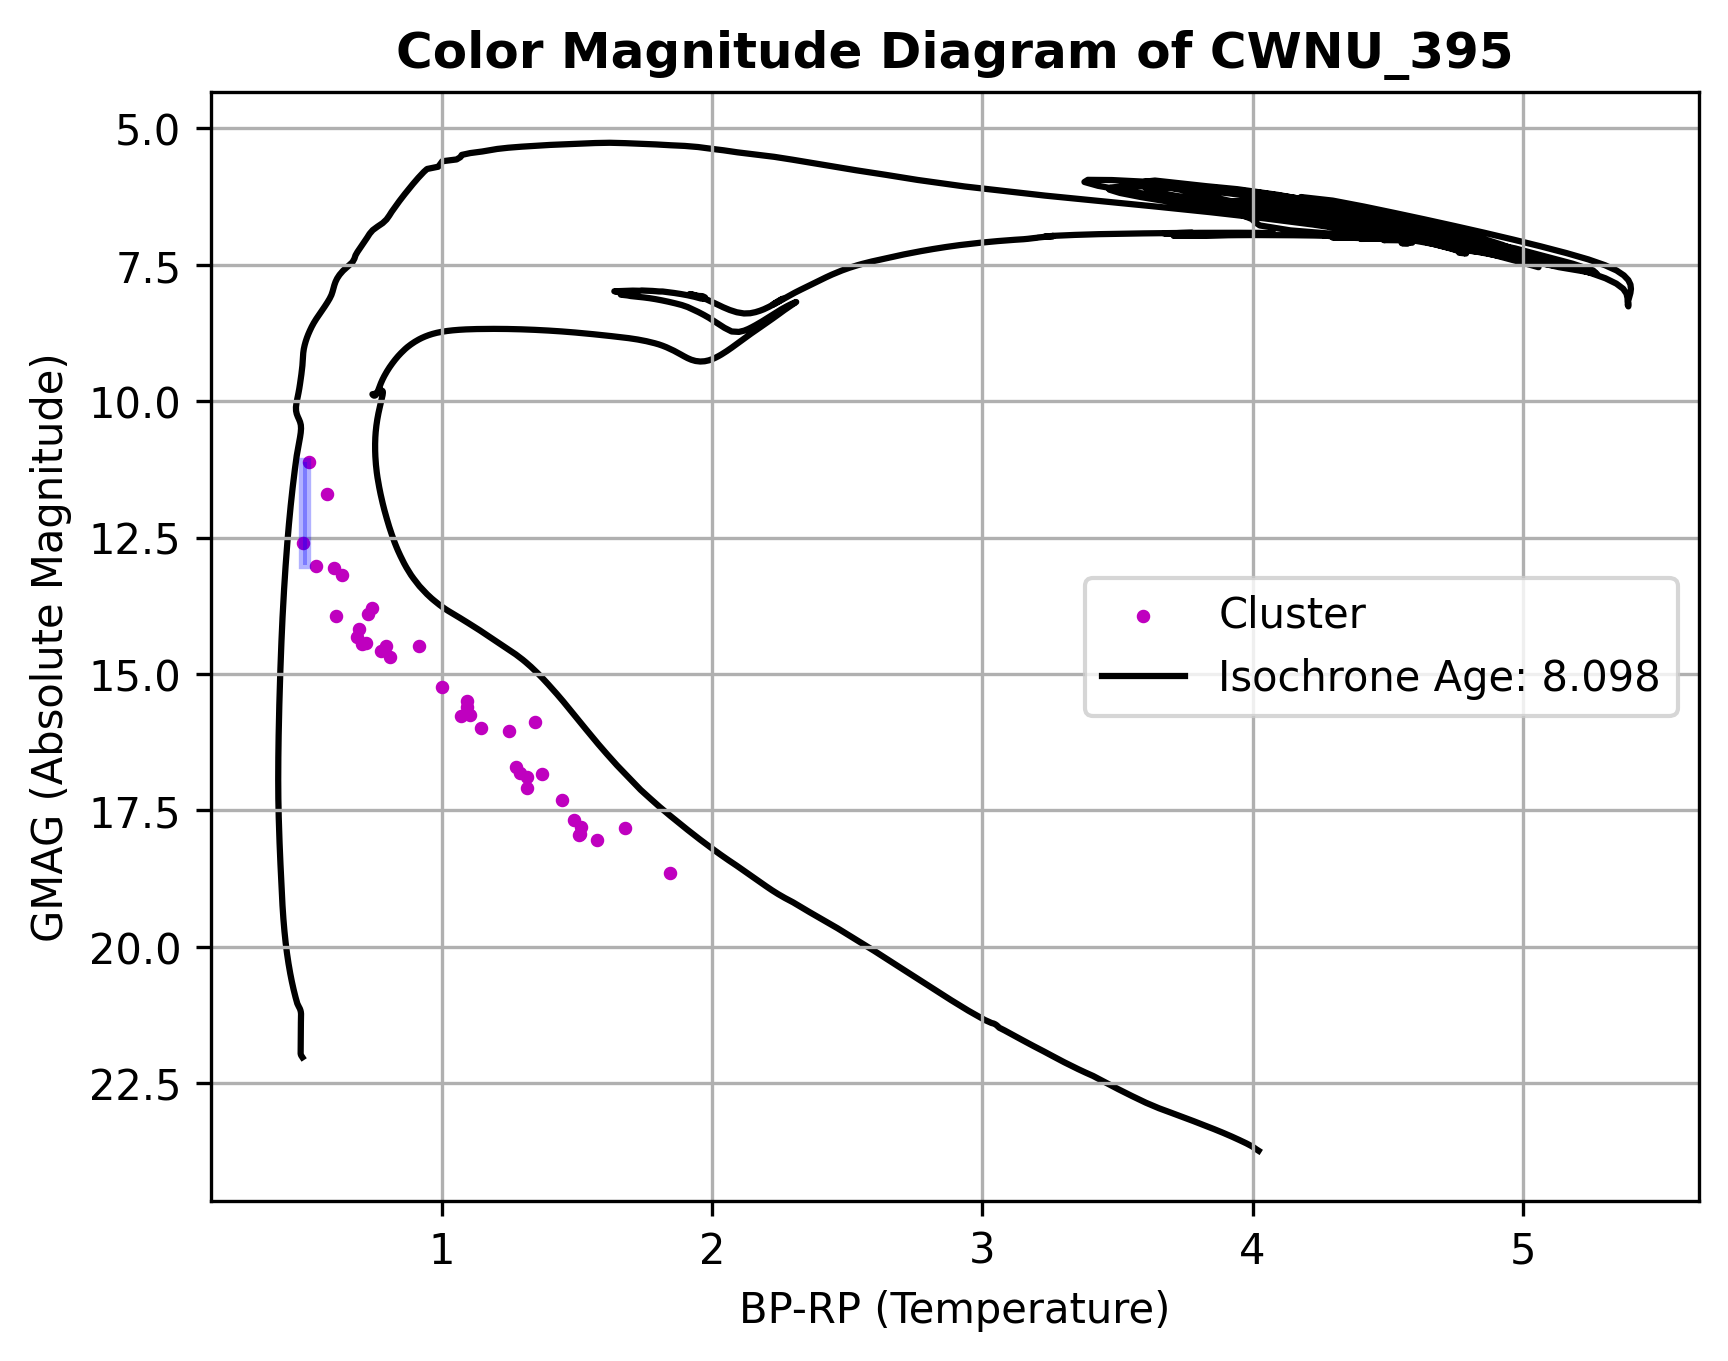 Color Magnitude Diagram of CWNU_395
GMAG (Absolute Magnitude)
5.0
7.5
10.0
12.5
15.0
17.5
20.0
22.5
Cluster
Isochrone Age: 8.098
1 2 3 4 5
BP-RP (Temperature)